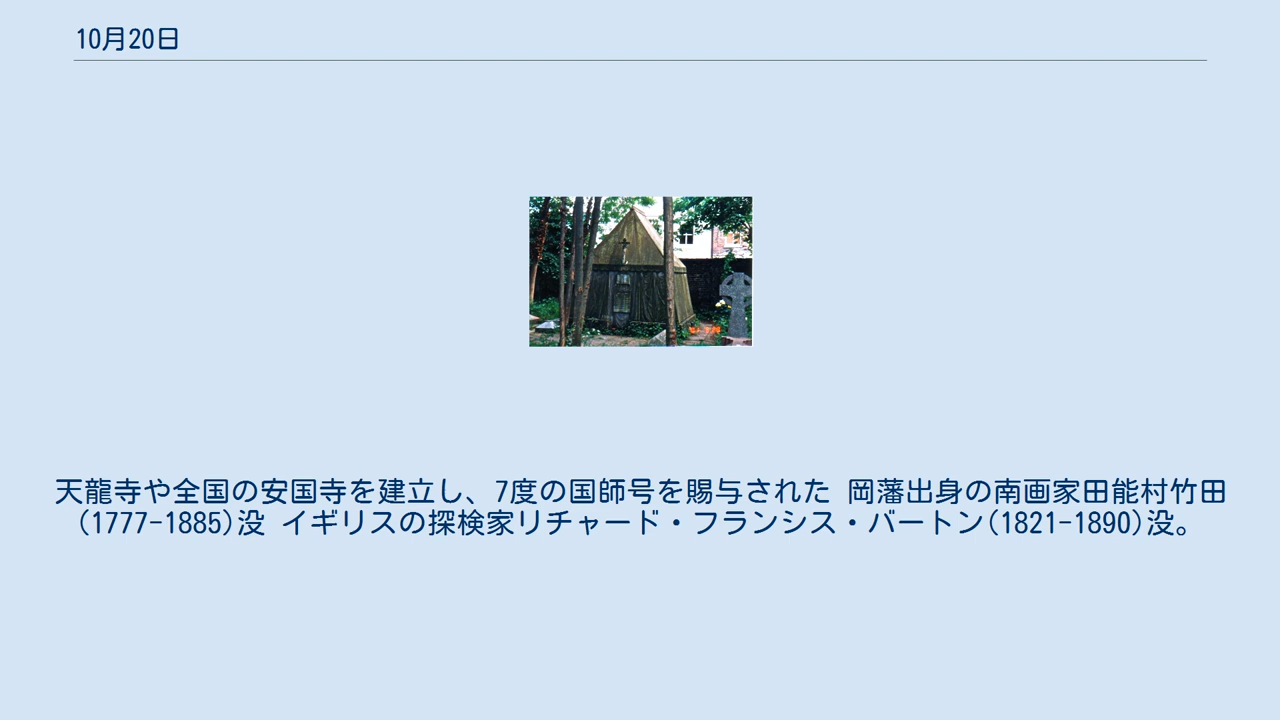 10月20日
天龍寺や全国の安国寺を建立し、7度の国師号を賜与された 岡藩出身の南画家田能村竹田
(1777-1885)没 イギリスの探検家リチャード・フランシス・バートン(1821-1890)没。